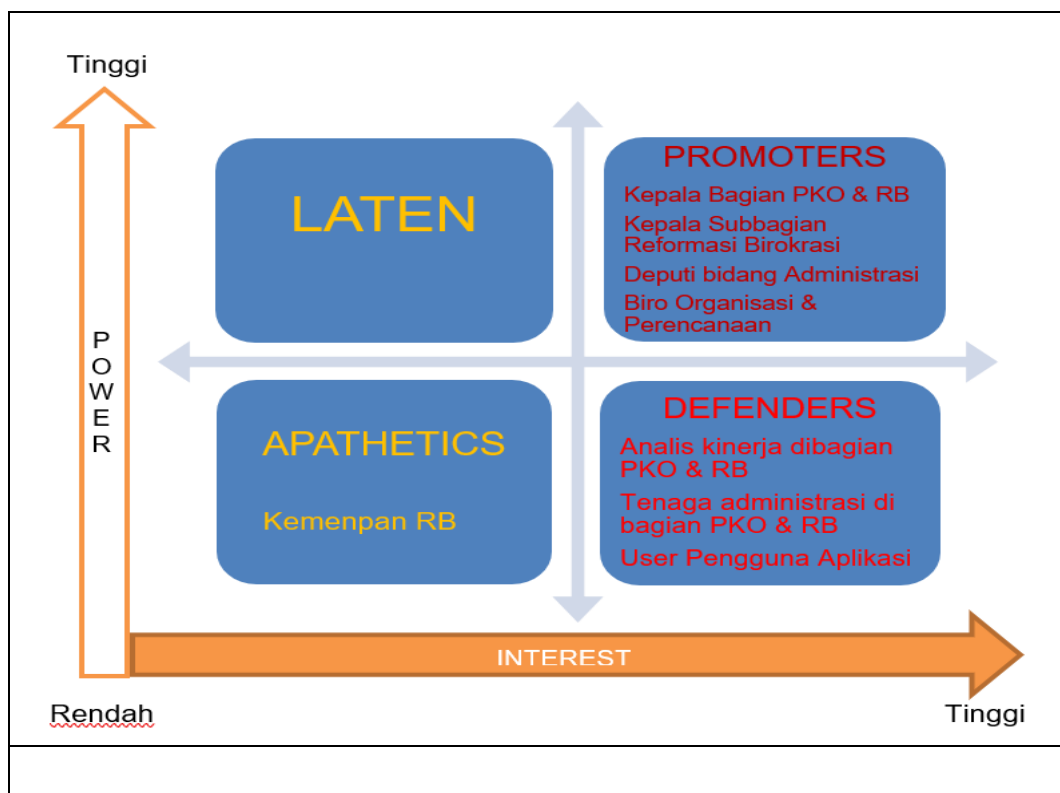 Tinggi
POWER
LATEN
PROMOTERS
Kepala Bagian PKO & RB
Kepala Subbagian
Reformasi Birokrasi
Deputi bidang Administrasi
Biro Organisasi &
Perencanaan
APATHETICS
Kemenpan RB
DEFENDERS
Analis kinerja dibagian
PKO & RB
Tenaga administrasi di
bagian PKO & RB
User Pengguna Aplikasi
INTEREST
Rendah
Tinggi